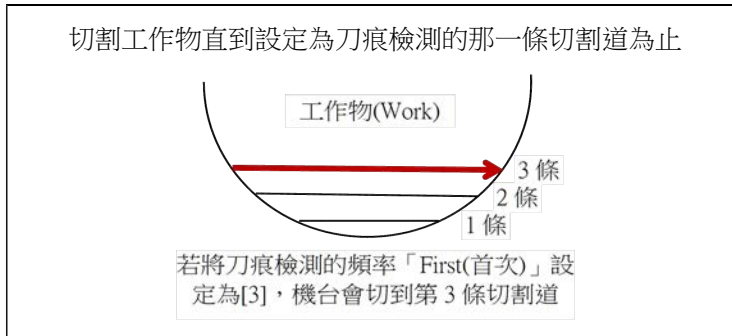 切割工作物直到設定為刀痕檢測的那一條切割道為止
工作物(Work)
3 條
2 條
1 條
若將刀痕檢測的頻率「First(首次)」設
定為[3],機台會切到第 3 條切割道